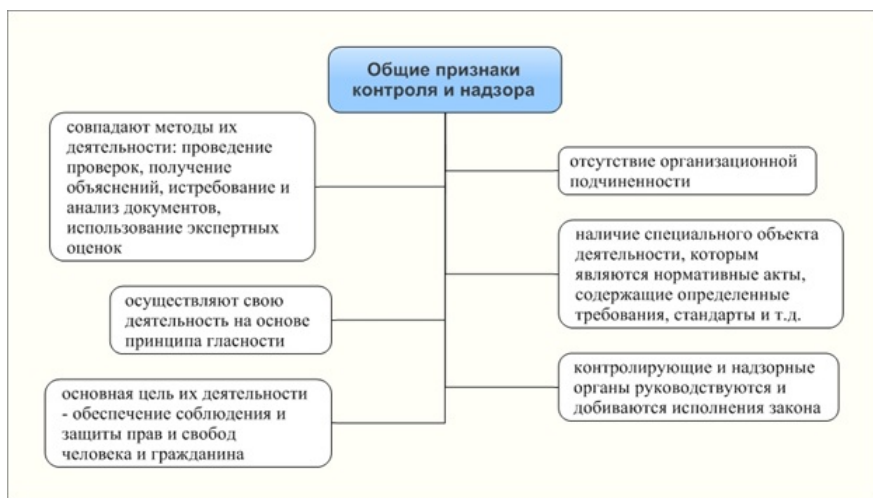 Общие признаки
контроля и надзора
совпадают методы их
деятельности: проведение
проверок, получение
объяснений, истребование и
анализ документов,
использование экспертных
оценок
осуществляют свою
деятельность на основе
принципа гласности
основная цель их деятельности
- обеспечение соблюдения и
защиты прав и свобод
человека и гражданина
отсутствие организационной
подчиненности
наличие специального объекта
деятельности, которым
являются нормативные акты,
содержащие определенные
требования, стандарты и т.д.
контролирующие и надзорные
органы руководствуются и
добиваются исполнения закона